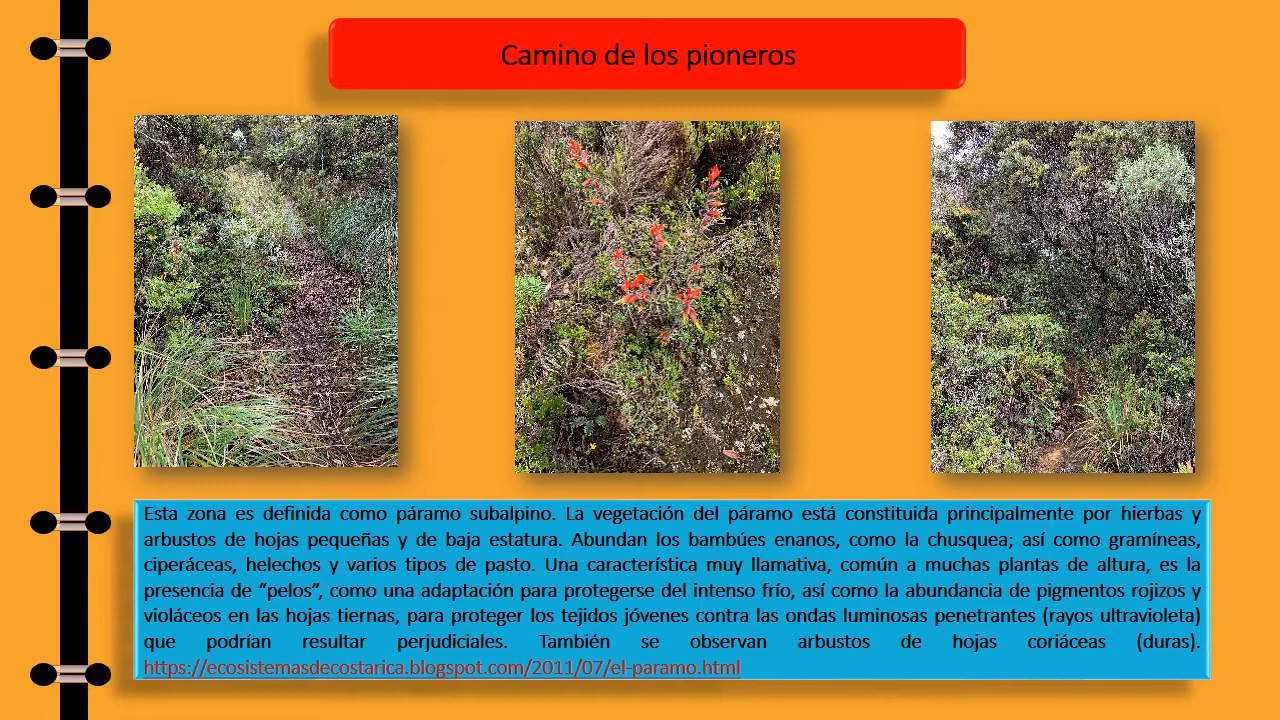 Camino de los pioneros
Esta zona es definida como páramo subalpino. La vegetación del páramo está constituida principalmente por hierbas y
arbustos de hojas pequeñas y de baja estatura. Abundan los bambúes enanos, como la chusquea; así como gramíneas,
ciperáceas, helechos y varios tipos de pasto. Una característica muy llamativa, común a muchas plantas de altura, es la
presencia de “pelos”, como una adaptación para protegerse del intenso frío, así como la abundancia de pigmentos rojizos y
violáceos en las hojas tiernas, para proteger los tejidos jóvenes contra las ondas luminosas penetrantes (rayos ultravioleta)
que podrían resultar perjudiciales. También se observan arbustos de hojas coriáceas (duras).
https://ecosistemasdecostarica.blogspot.com/2011/07/el-paramo.html